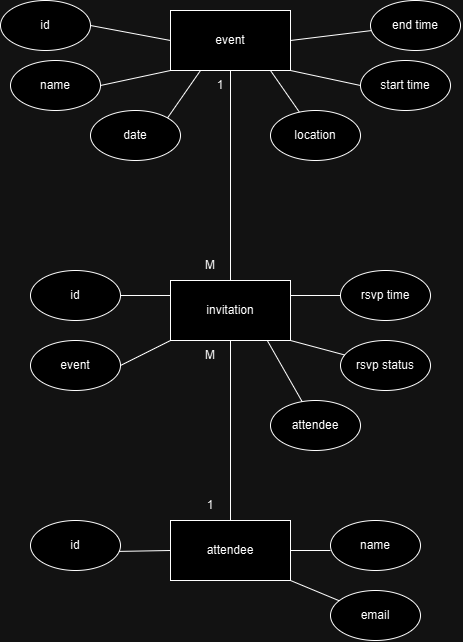 id
event
end time
name
start time
1
date
location
M
id
invitation
rsvp time
M
event
rsvp status
attendee
1
id
attendee
name
email